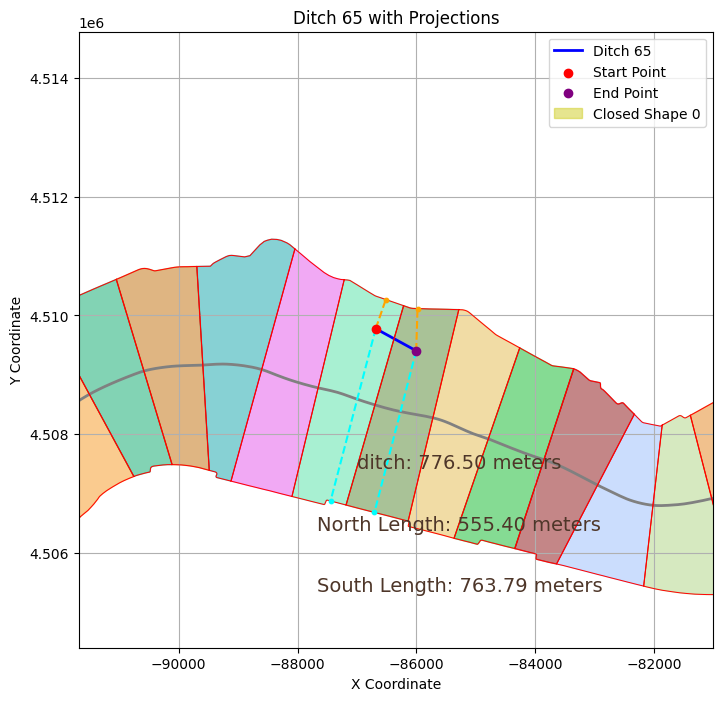 Ditch 65 with Projections
1e6
Ditch 65
Start Point
End Point
Closed Shape 0
4.514
4.512
4.510
4.508
4.506
Y Coordinate
ditch: 776.50 meters
North Length: 555.40 meters
South Length: 763.79 meters
−90000
−88000
−86000
−84000
−82000
X Coordinate